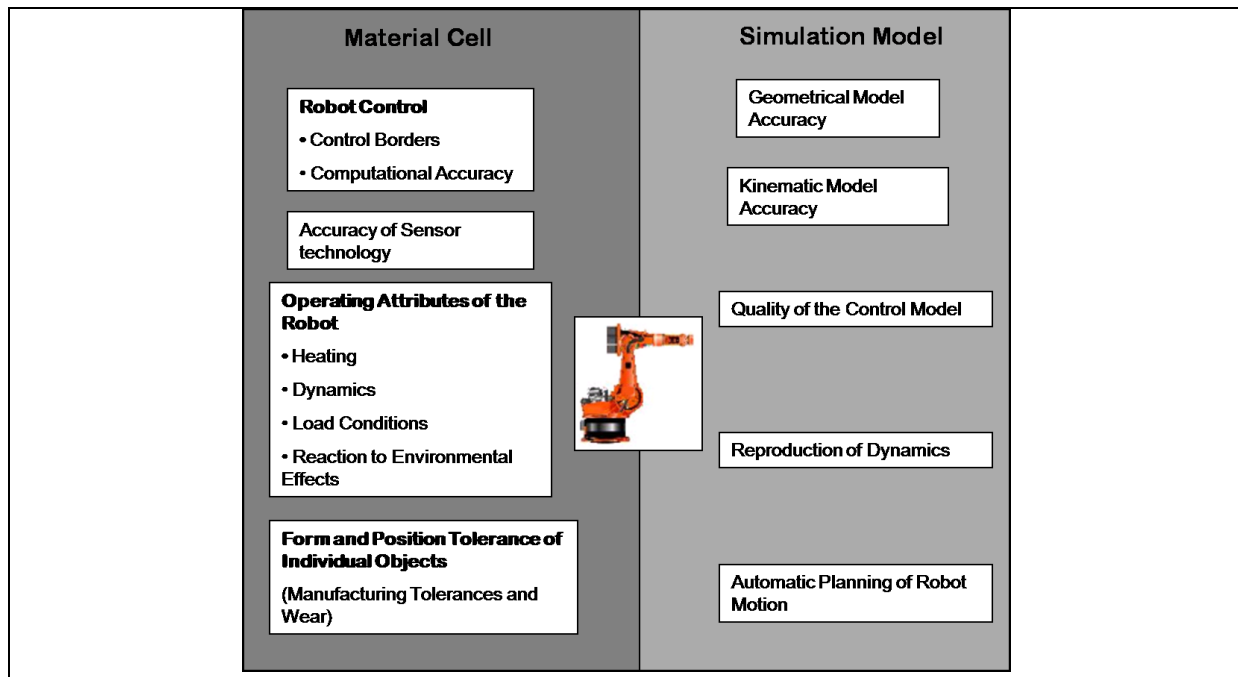 Material Cell
Robot Control
• Control Borders
• Computational Accuracy
Accuracy of Sensor
technology
Operating Attributes of the
Robot
• Heating
• Dynamics
• Load Conditions
• Reaction to Environmental
Effects
Form and Position Tolerance of
Individual Objects
(Manufacturing Tolerances and
Wear)
Simulation Model
Geometrical Model
Accuracy
Kinematic Model
Accuracy
Quality of the Control Model
Reproduction of Dynamics
Automatic Planning of Robot
Motion